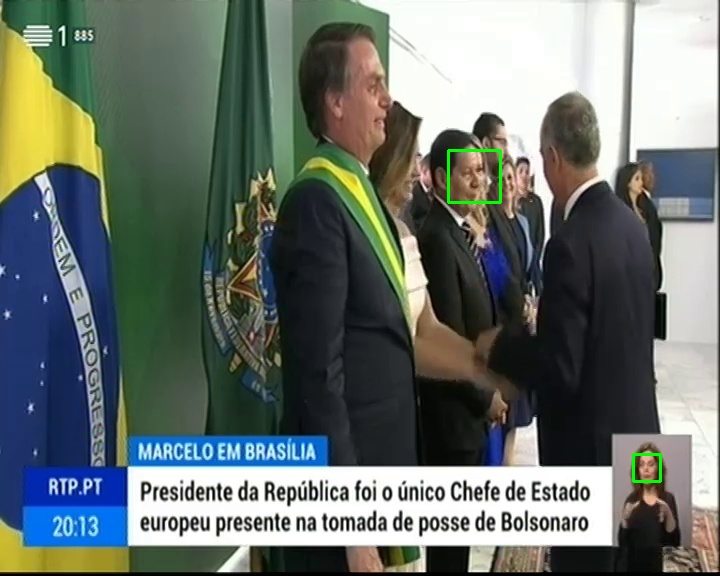 1 885
ORDEM E PROGRESSO
MARCELO EM BRASÍLIA
RTP.PT
Presidente da República foi o único Chefe de Estado
20:13
europeu presente na tomada de posse de Bolsonaro